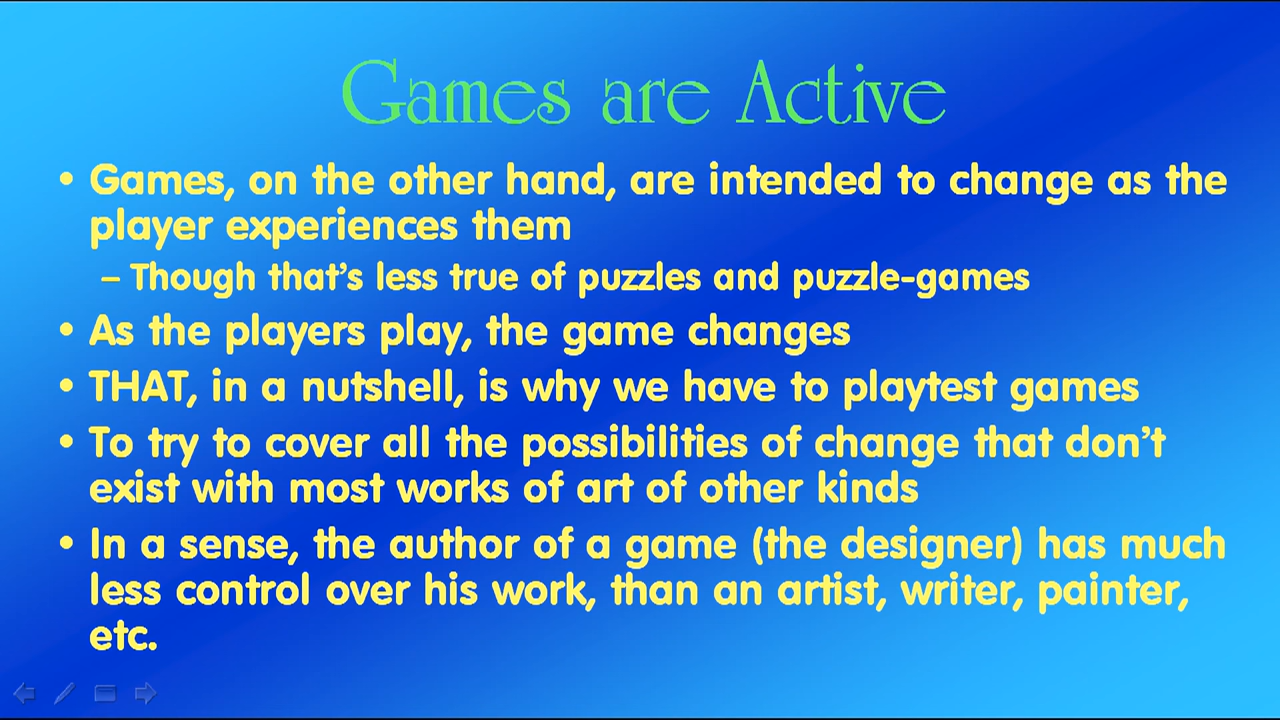 Games are Active
• Games, on the other hand, are intended to change as the
player experiences them
– Though that’s less true of puzzles and puzzle-games
• As the players play, the game changes
• THAT, in a nutshell, is why we have to playtest games
• To try to cover all the possibilities of change that don’t
exist with most works of art of other kinds
• In a sense, the author of a game (the designer) has much
less control over his work, than an artist, writer, painter,
etc.